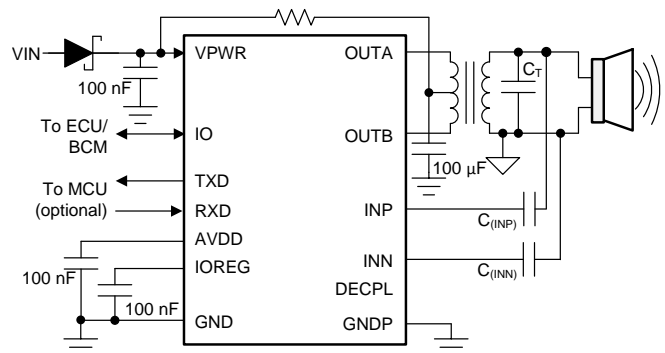 VIN
VPWR
OUTA
100 nF
C_T
To ECU/
BCM
IO
OUTB
100 µF
TXD
To MCU
(optional)
RXD
INP
C_(INP)
AVDD
IOREG
INN
C_(INN)
100 nF
DECPL
100 nF
GND
GNDP